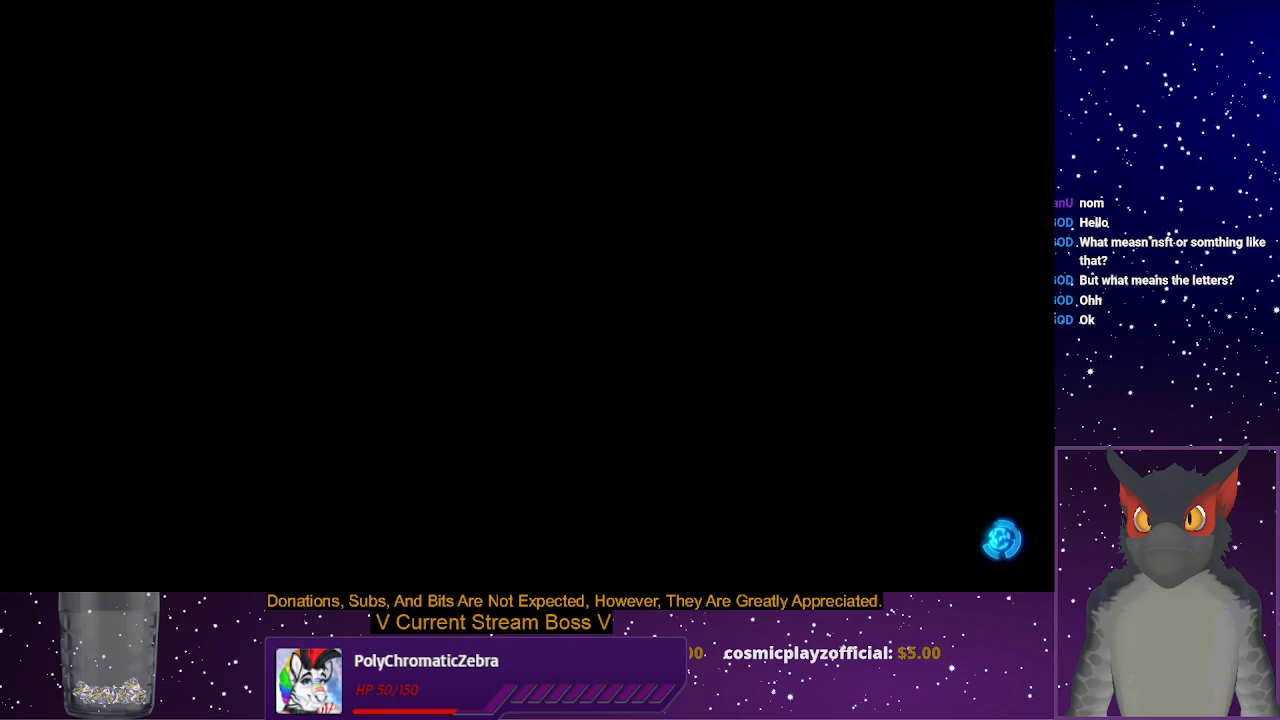 anU nom
Hello
What measn nsft or somthing like
that?
But what means the letters?
Ohh
Ok
Donations, Subs, And Bits Are Not Expected, However, They Are Greatly Appreciated.
V Current Stream Boss V
PolyChromaticZebra
HP 50/150
cosmicplayzofficial: $5.00